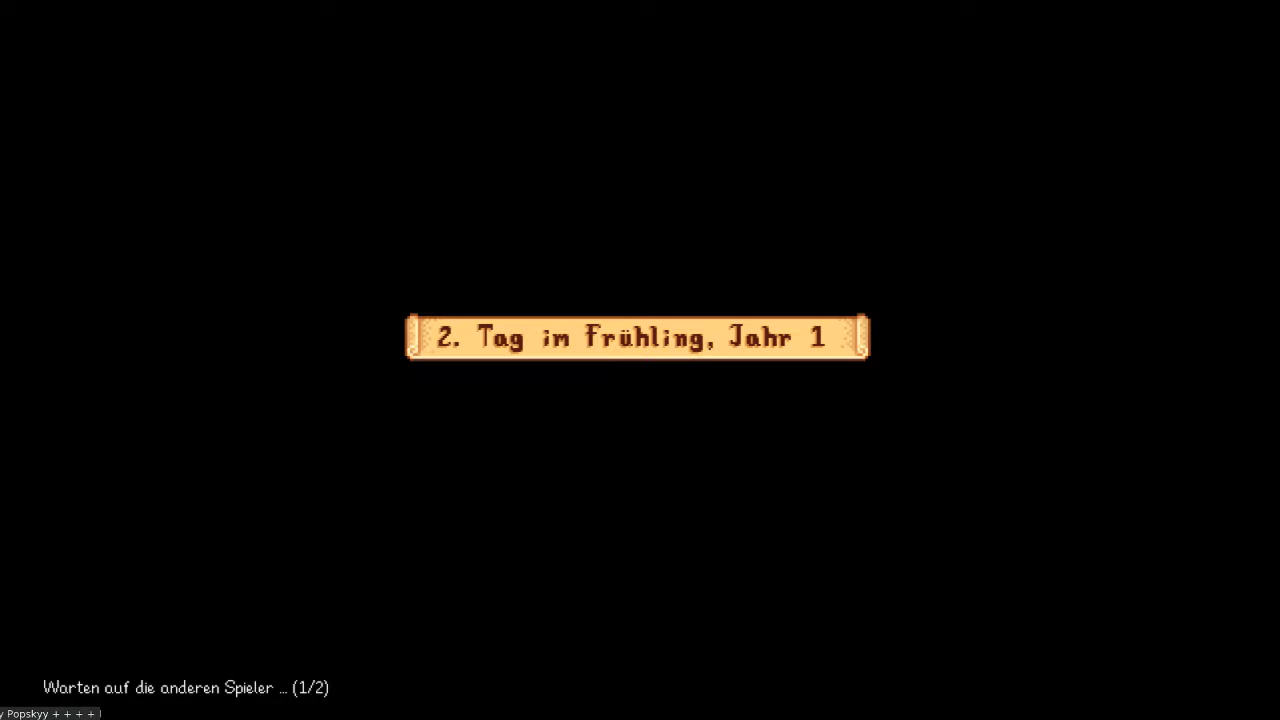 2. Tag im Frühling, Jahr 1
Warten auf die anderen Spieler ... (1/2)
y Popskyy + + + + !